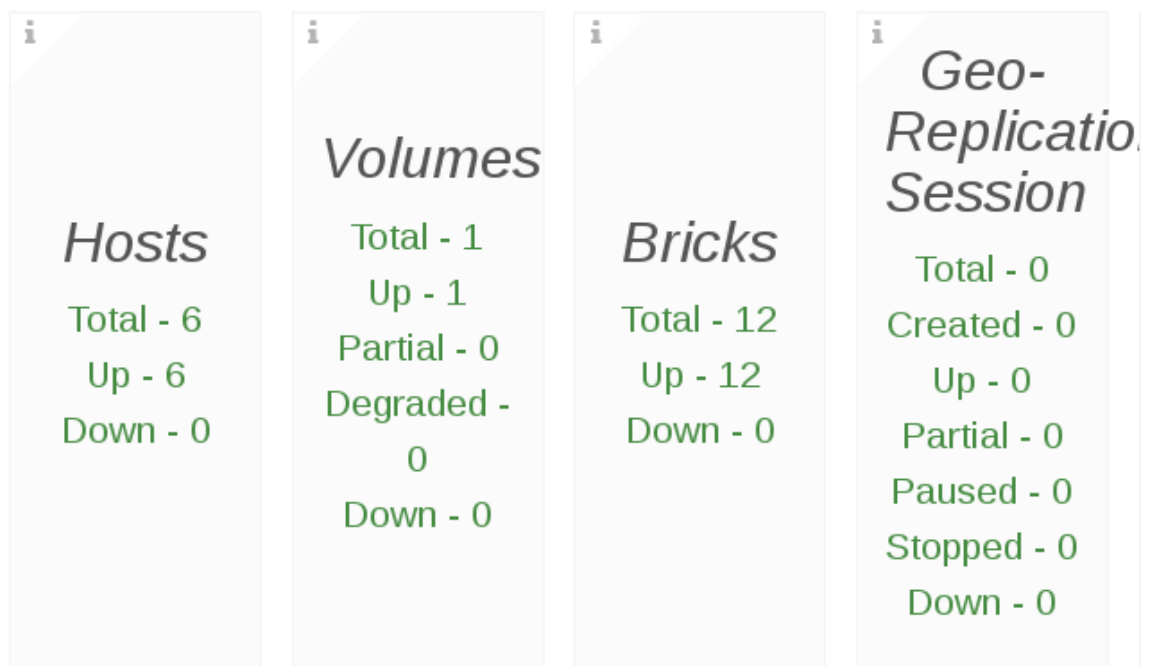 Hosts
Total - 6
Up - 6
Down - 0
Volumes
Total - 1
Up - 1
Partial - 0
Degraded -
0
Down - 0
Bricks
Total - 12
Up - 12
Down - 0
Geo-
Replicatio
Session
Total - 0
Created - 0
Up - 0
Partial - 0
Paused - 0
Stopped - 0
Down - 0